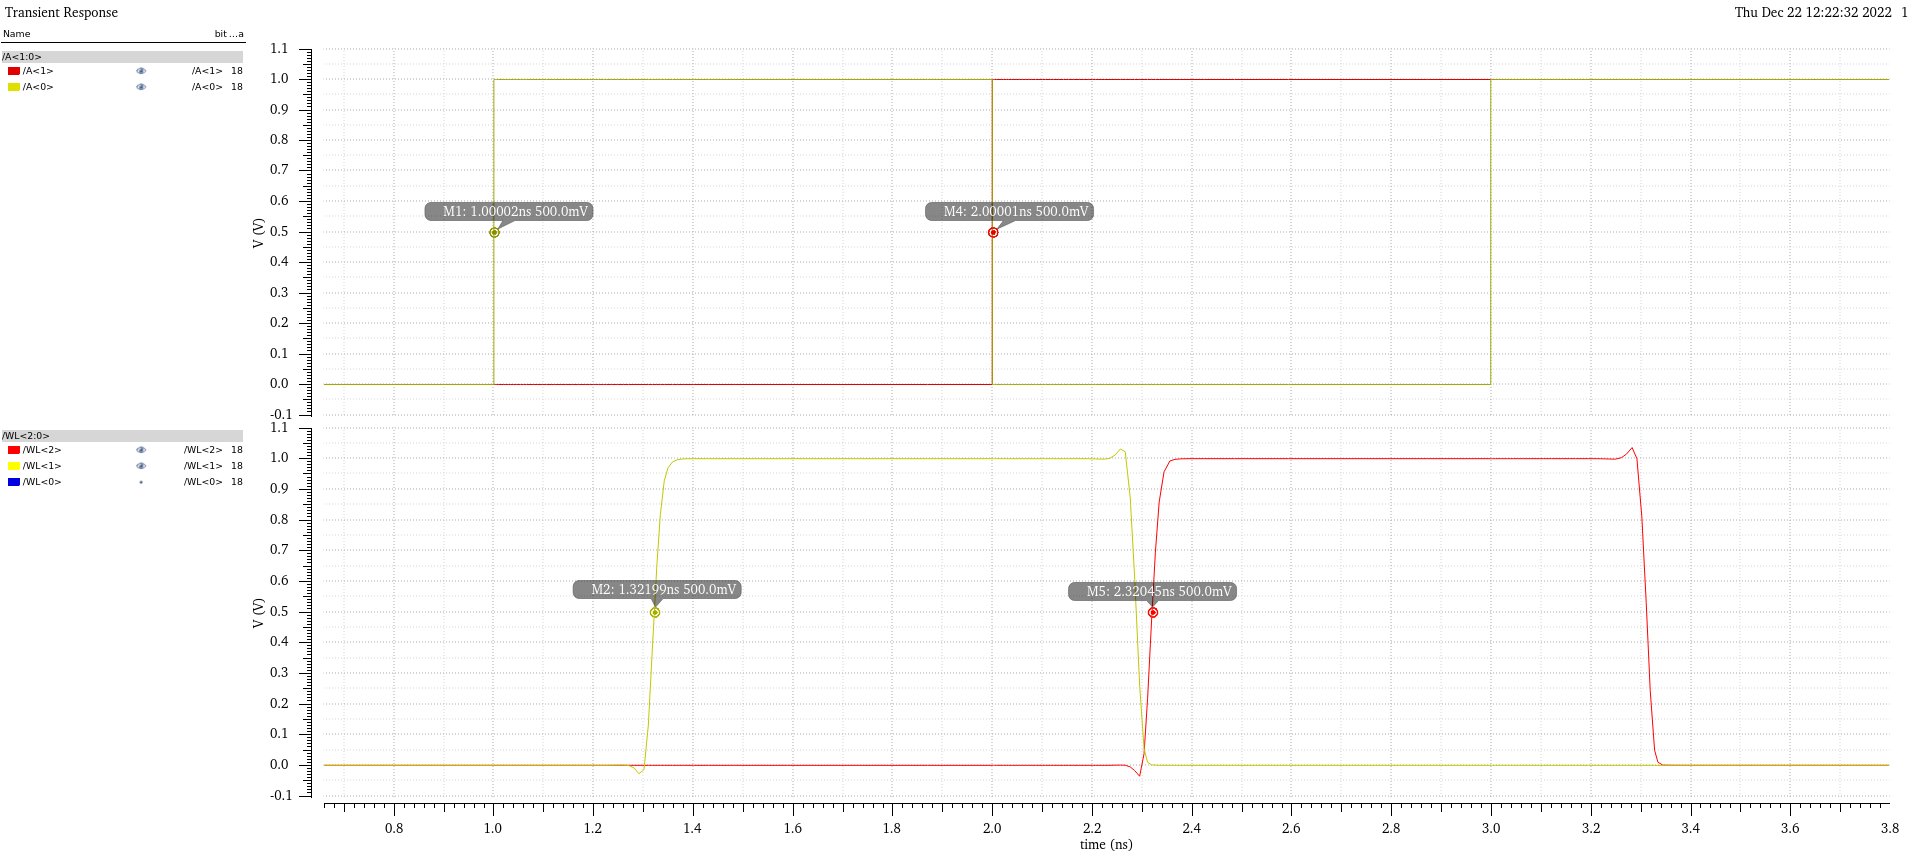 Transient Response
Thu Dec 22 12:22:32 2022 1
Name bit ...a
/A<1:0>
/A<1> /A<1> 18
/A<0> /A<0> 18
1.1
1.0
0.9
0.8
0.7
0.6
0.5
0.4
0.3
0.2
0.1
0.0
-0.1
V (V)
M1: 1.00002ns 500.0mV
M4: 2.00001ns 500.0mV
/WL<2:0>
/WL<2> /WL<2> 18
/WL<1> /WL<1> 18
/WL<0> /WL<0> 18
1.1
1.0
0.9
0.8
0.7
0.6
0.5
0.4
0.3
0.2
0.1
0.0
-0.1
V (V)
M2: 1.32199ns 500.0mV
M5: 2.32045ns 500.0mV
0.8 1.0 1.2 1.4 1.6 1.8 2.0 2.2 2.4 2.6 2.8 3.0 3.2 3.4 3.6 3.8
time (ns)